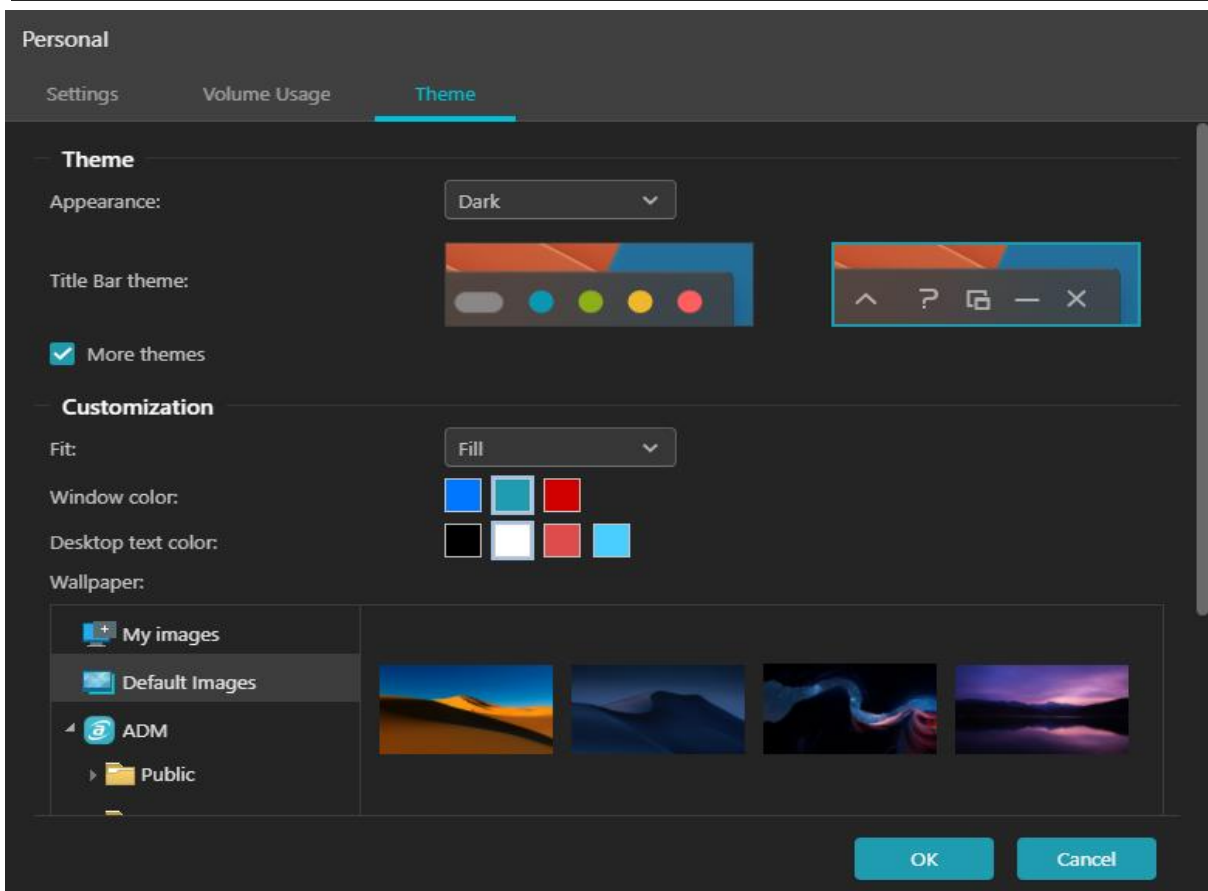 Personal
Settings Volume Usage Theme
Theme
Appearance: Dark
Title Bar theme:
More themes
Customization
Fit: Fill
Window color:
Desktop text color:
Wallpaper:
My images
Default Images
ADM
Public
OK Cancel